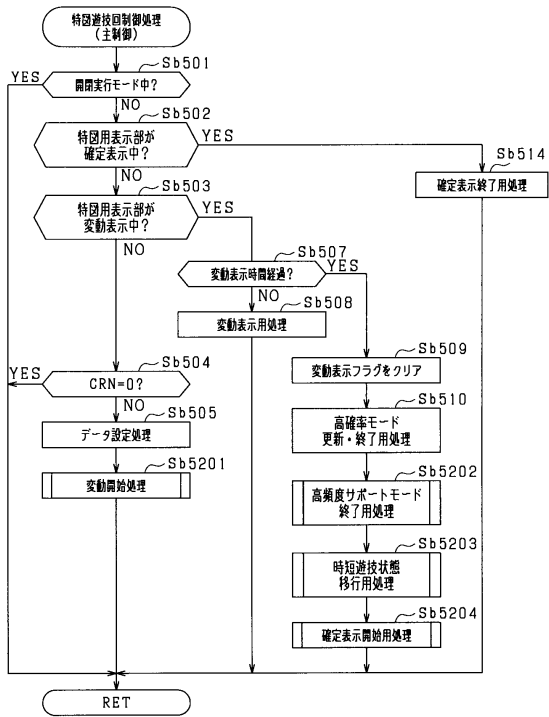 特図遊技回制御処理
(主制御)
Sb501
開閉実行モード中?
YES
NO
Sb502
特図用表示部が
確定表示中?
YES
NO
Sb514
確定表示終了用処理
Sb503
特図用表示部が
変動表示中?
YES
NO
Sb507
変動表示時間経過?
YES
NO
Sb508
変動表示用処理
Sb509
変動表示フラグをクリア
Sb504
CRN=0?
YES
NO
Sb505
データ設定処理
Sb510
高確率モード
更新・終了用処理
Sb5201
変動開始処理
Sb5202
高頻度サポートモード
終了用処理
Sb5203
時短遊技状態
移行用処理
Sb5204
確定表示開始用処理
RET